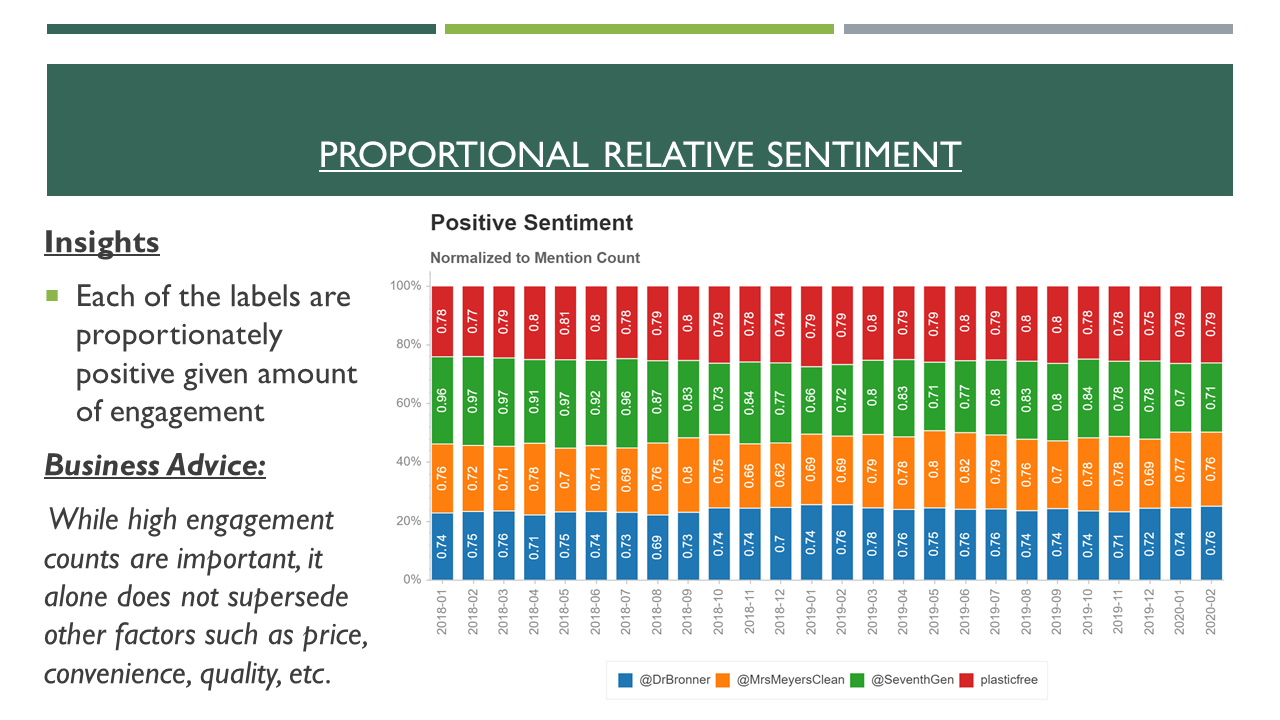 PROPORTIONAL RELATIVE SENTIMENT
Insights
Each of the labels are
proportionately
positive given amount
of engagement
Business Advice:
While high engagement
counts are important, it
alone does not supersede
other factors such as price,
convenience, quality, etc.
Positive Sentiment
Normalized to Mention Count
100%
80%
60%
40%
20%
0%
0.78 0.77 0.79 0.8 0.81 0.8 0.78 0.79 0.8 0.79 0.78 0.74 0.79 0.79 0.8 0.79 0.79 0.8 0.79 0.8 0.8 0.78 0.78 0.75 0.79 0.79
0.96 0.97 0.97 0.91 0.97 0.92 0.96 0.87 0.83 0.73 0.84 0.77 0.66 0.72 0.8 0.83 0.71 0.77 0.8 0.83 0.8 0.84 0.78 0.78 0.7 0.71
0.76 0.72 0.71 0.78 0.7 0.71 0.69 0.76 0.8 0.75 0.66 0.62 0.69 0.69 0.79 0.78 0.8 0.82 0.79 0.76 0.7 0.78 0.78 0.69 0.77 0.76
0.74 0.75 0.76 0.71 0.75 0.74 0.73 0.69 0.73 0.74 0.74 0.7 0.74 0.76 0.78 0.76 0.75 0.76 0.76 0.74 0.74 0.74 0.71 0.72 0.74 0.76
2018-01 2018-02 2018-03 2018-04 2018-05 2018-06 2018-07 2018-08 2018-09 2018-10 2018-11 2018-12 2019-01 2019-02 2019-03 2019-04 2019-05 2019-06 2019-07 2019-08 2019-09 2019-10 2019-11 2019-12 2020-01 2020-02
@DrBronner @MrsMeyersClean @SeventhGen plasticfree